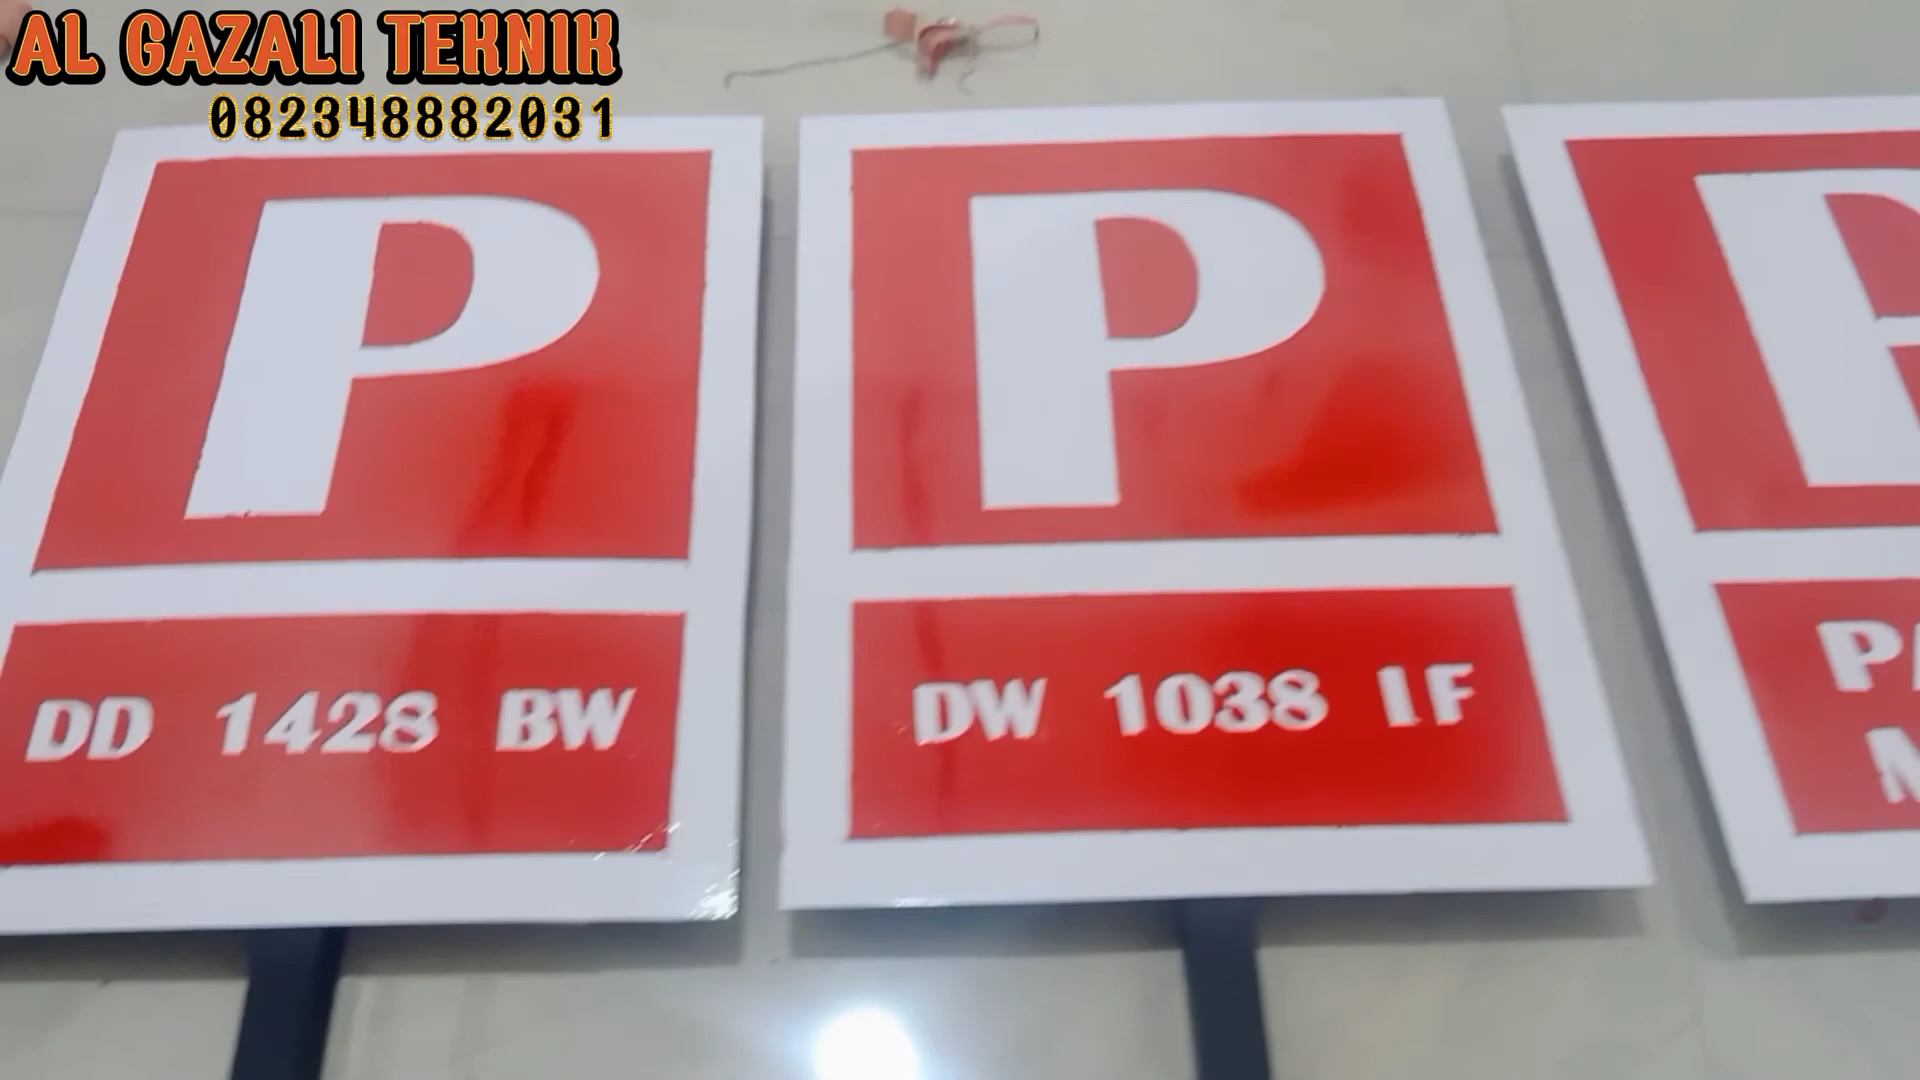 AL GAZALI TEKNIK
082348882031
P
DD 1428 BW
P
DW 1038 IF
P